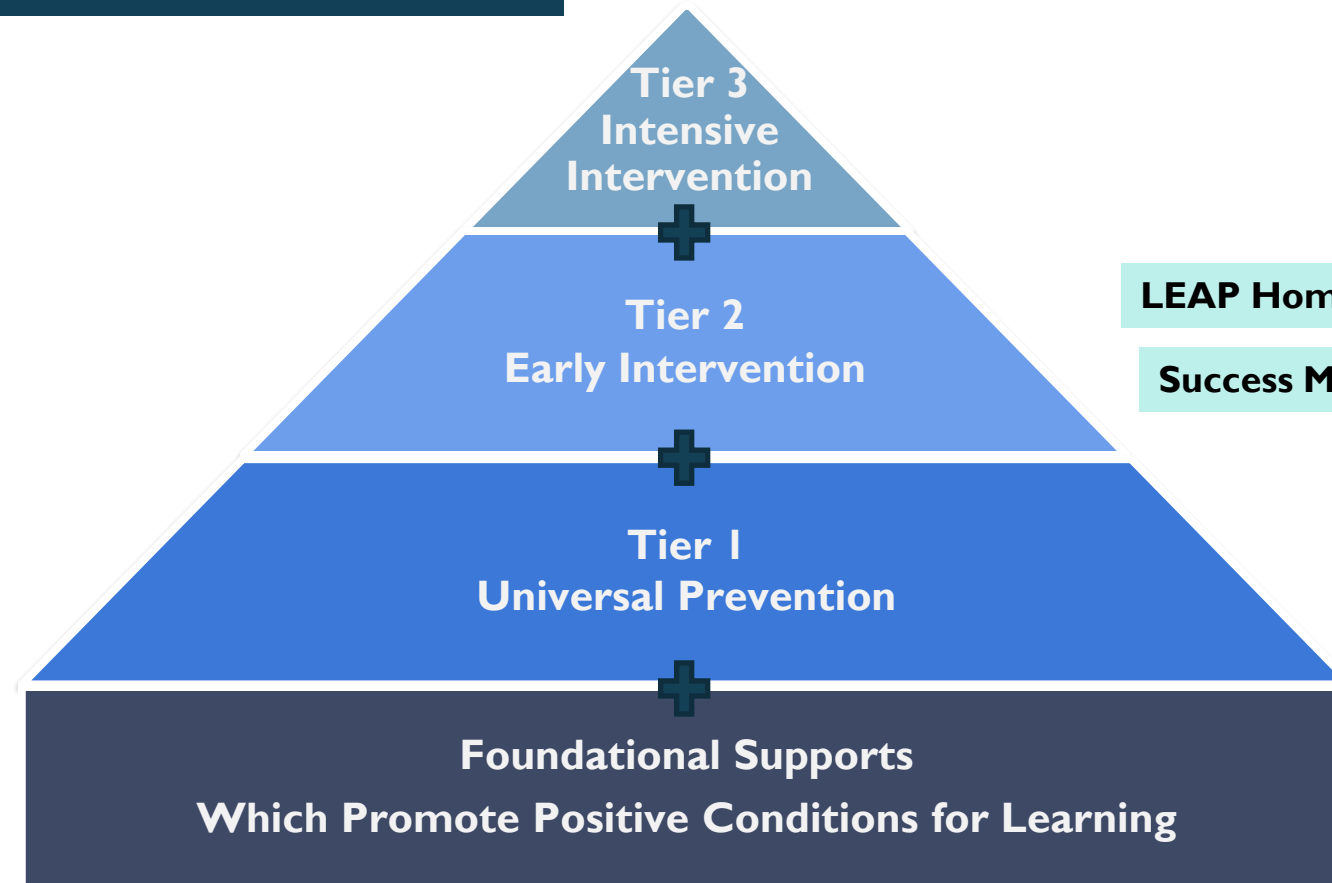 Tier 3
Intensive
Intervention
Tier 2
Early Intervention
LEAP
Success
Tier 1
Universal Prevention
Foundational Supports
Which Promote Positive Conditions for Learning